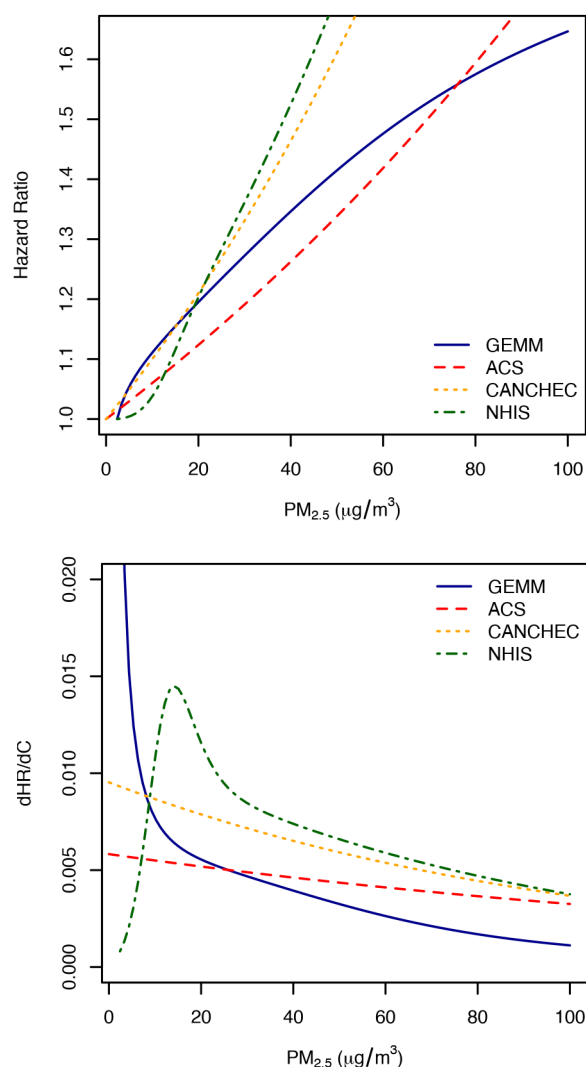 Hazard Ratio
1.6
1.5
1.4
1.3
1.2
1.1
1.0
GEMM
ACS
CANCHEC
NHIS
0 20 40 60 80 100
PM2.5 (μg/m³)
dHR/dC
0.020
0.015
0.010
0.005
0.000
GEMM
ACS
CANCHEC
NHIS
0 20 40 60 80 100
PM2.5 (μg/m³)